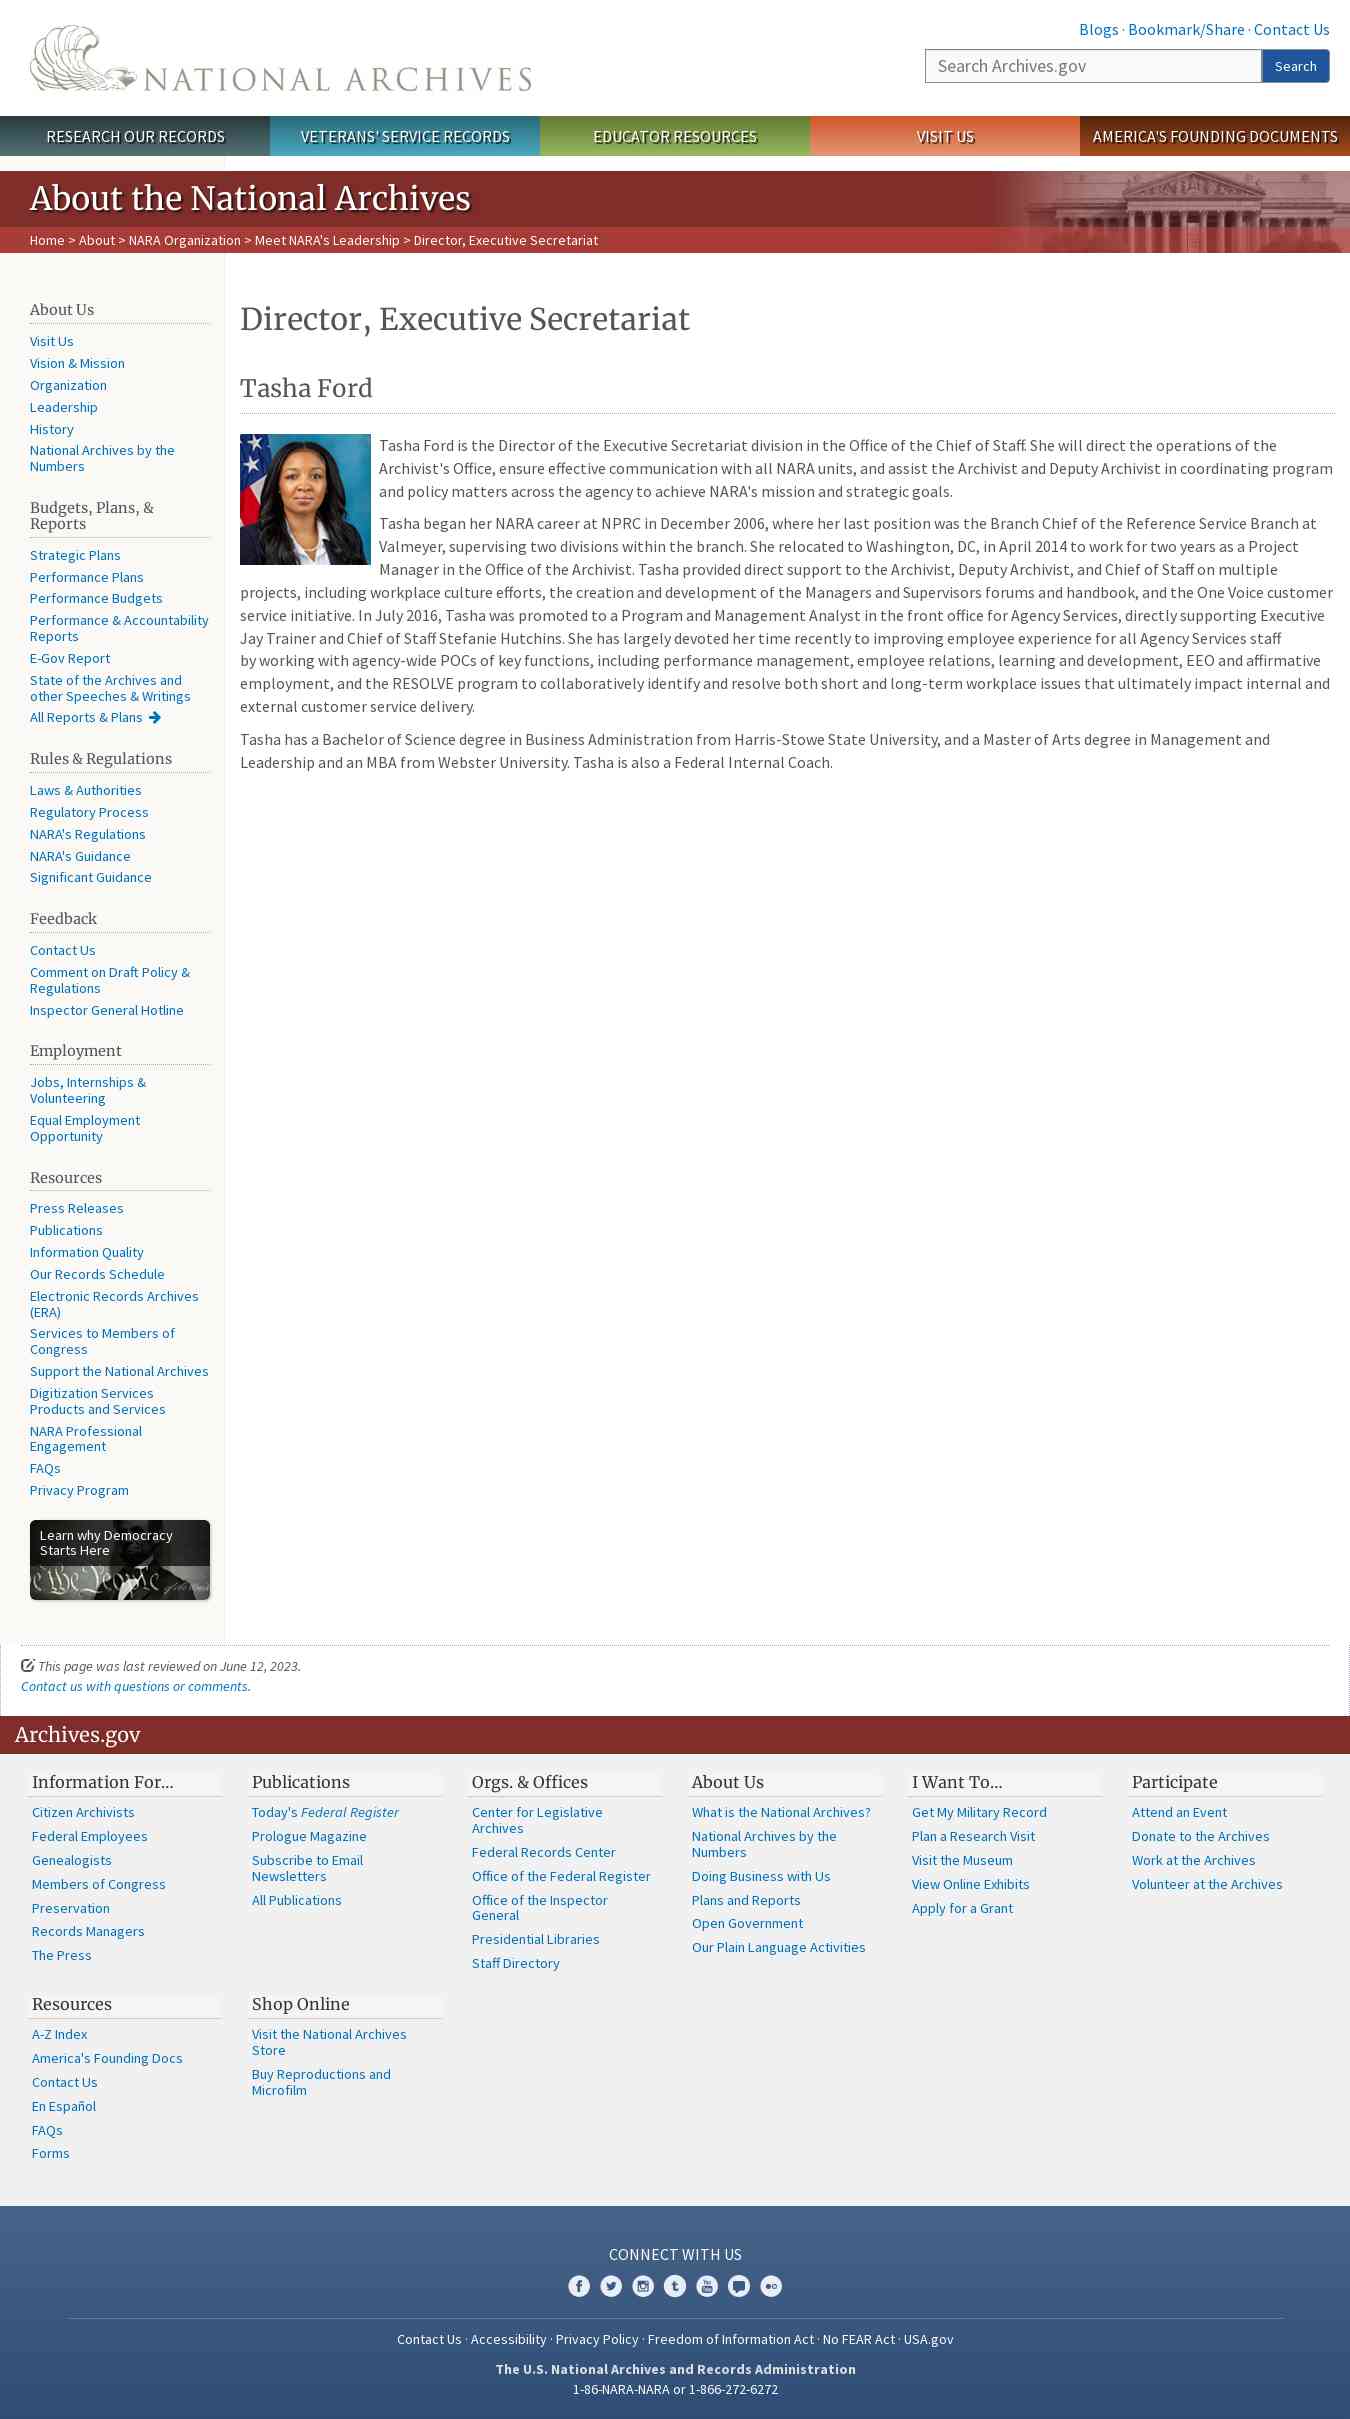 Blogs · Bookmark/Share · Contact Us
NATIONAL ARCHIVES
Search Archives.gov
Search
RESEARCH OUR RECORDS
VETERANS' SERVICE RECORDS
EDUCATOR RESOURCES
VISIT US
AMERICA'S FOUNDING DOCUMENTS
About the National Archives
Home > About > NARA Organization > Meet NARA's Leadership > Director, Executive Secretariat
About Us
Visit Us
Vision & Mission
Organization
Leadership
History
National Archives by the
Numbers
Budgets, Plans, &
Reports
Strategic Plans
Performance Plans
Performance Budgets
Performance & Accountability
Reports
E-Gov Report
State of the Archives and
other Speeches & Writings
All Reports & Plans
Rules & Regulations
Laws & Authorities
Regulatory Process
NARA's Regulations
NARA's Guidance
Significant Guidance
Feedback
Contact Us
Comment on Draft Policy &
Regulations
Inspector General Hotline
Employment
Jobs, Internships &
Volunteering
Equal Employment
Opportunity
Resources
Press Releases
Publications
Information Quality
Our Records Schedule
Electronic Records Archives
(ERA)
Services to Members of
Congress
Support the National Archives
Digitization Services
Products and Services
NARA Professional
Engagement
FAQs
Privacy Program
Learn why Democracy
Starts Here
We the People
Director, Executive Secretariat
Tasha Ford
Tasha Ford is the Director of the Executive Secretariat division in the Office of the Chief of Staff. She will direct the operations of the
Archivist's Office, ensure effective communication with all NARA units, and assist the Archivist and Deputy Archivist in coordinating program
and policy matters across the agency to achieve NARA's mission and strategic goals.
Tasha began her NARA career at NPRC in December 2006, where her last position was the Branch Chief of the Reference Service Branch at
Valmeyer, supervising two divisions within the branch. She relocated to Washington, DC, in April 2014 to work for two years as a Project
Manager in the Office of the Archivist. Tasha provided direct support to the Archivist, Deputy Archivist, and Chief of Staff on multiple
projects, including workplace culture efforts, the creation and development of the Managers and Supervisors forums and handbook, and the One Voice customer
service initiative. In July 2016, Tasha was promoted to a Program and Management Analyst in the front office for Agency Services, directly supporting Executive
Jay Trainer and Chief of Staff Stefanie Hutchins. She has largely devoted her time recently to improving employee experience for all Agency Services staff
by working with agency-wide POCs of key functions, including performance management, employee relations, learning and development, EEO and affirmative
employment, and the RESOLVE program to collaboratively identify and resolve both short and long-term workplace issues that ultimately impact internal and
external customer service delivery.
Tasha has a Bachelor of Science degree in Business Administration from Harris-Stowe State University, and a Master of Arts degree in Management and
Leadership and an MBA from Webster University. Tasha is also a Federal Internal Coach.
This page was last reviewed on June 12, 2023.
Contact us with questions or comments.
Archives.gov
Information For…
Citizen Archivists
Federal Employees
Genealogists
Members of Congress
Preservation
Records Managers
The Press
Publications
Today's Federal Register
Prologue Magazine
Subscribe to Email
Newsletters
All Publications
Orgs. & Offices
Center for Legislative
Archives
Federal Records Center
Office of the Federal Register
Office of the Inspector
General
Presidential Libraries
Staff Directory
About Us
What is the National Archives?
National Archives by the
Numbers
Doing Business with Us
Plans and Reports
Open Government
Our Plain Language Activities
I Want To…
Get My Military Record
Plan a Research Visit
Visit the Museum
View Online Exhibits
Apply for a Grant
Participate
Attend an Event
Donate to the Archives
Work at the Archives
Volunteer at the Archives
Resources
A-Z Index
America's Founding Docs
Contact Us
En Español
FAQs
Forms
Shop Online
Visit the National Archives
Store
Buy Reproductions and
Microfilm
CONNECT WITH US
Contact Us · Accessibility · Privacy Policy · Freedom of Information Act · No FEAR Act · USA.gov
The U.S. National Archives and Records Administration
1-86-NARA-NARA or 1-866-272-6272